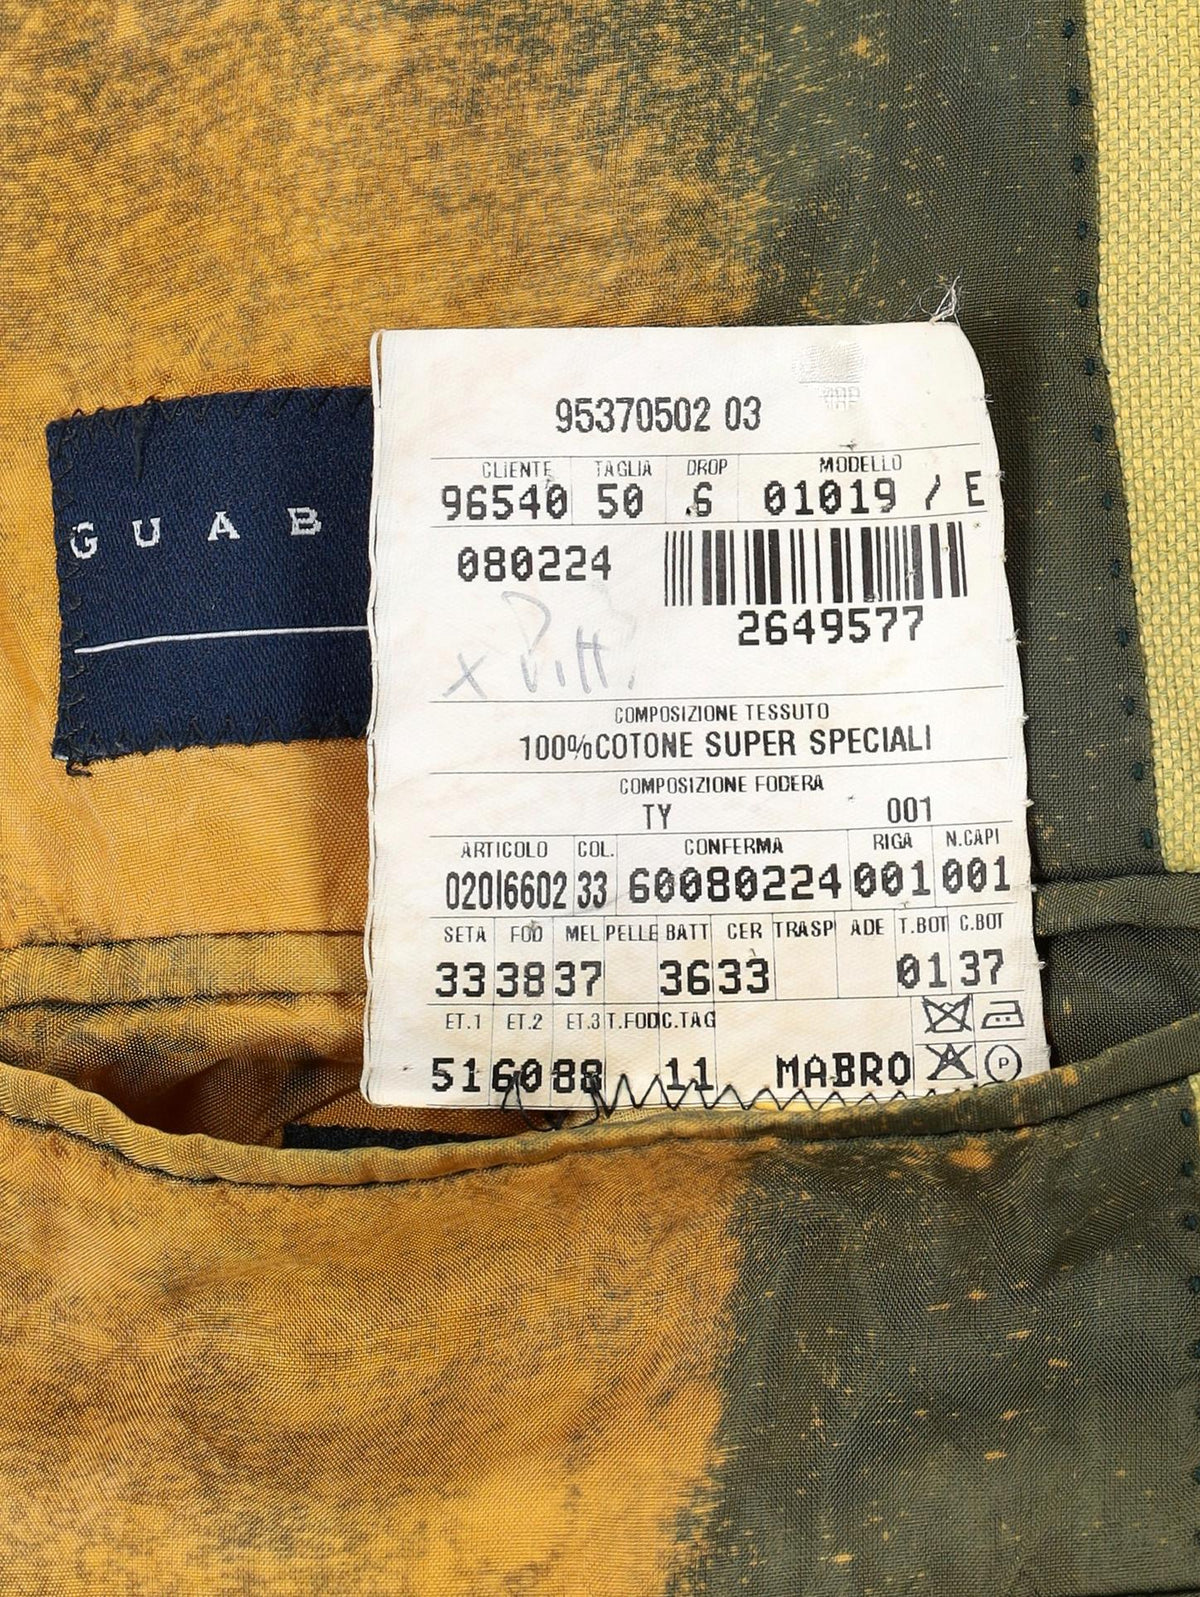 GUAB
95370502 03
CLIENTE TAGLIA DROP MODELLO
96540 50 6 01019 / E
080224
2649577
x Pitti
COMPOSIZIONE TESSUTO
100%COTONE SUPER SPECIALI
COMPOSIZIONE FODERA
TY 001
ARTICOLO COL. CONFERMA RIGA N.CAPI
020I6602 33 60080224 001 001
SETA FOD MEL PELLE BATT CER TRASP ADE T.BOT C.BOT
33 38 37 36 33 01 37
ET.1 ET.2 ET.3 T.FOD C.TAG
51 60 88 11 MABRO
P